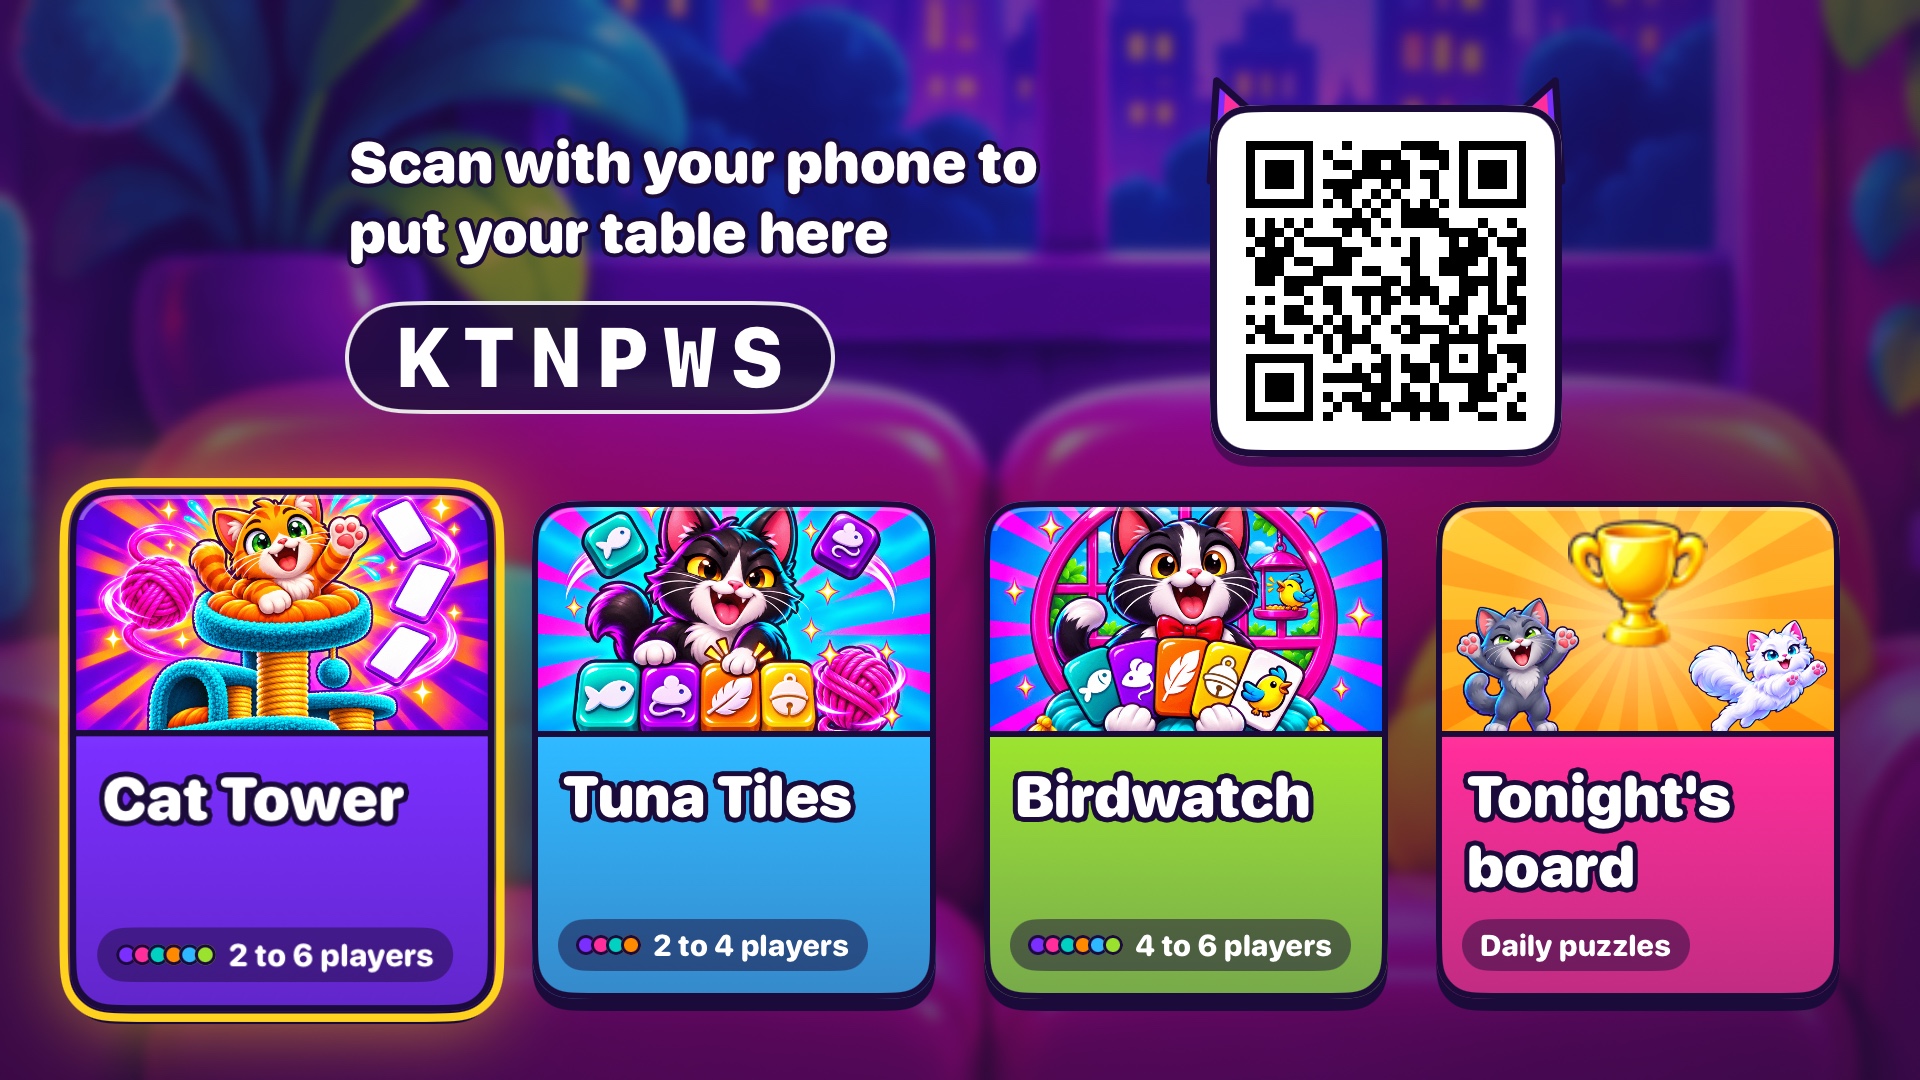 Scan with your phone to
put your table here
KTNPWS
Cat Tower
2 to 6 players
Tuna Tiles
2 to 4 players
Birdwatch
4 to 6 players
Tonight's
board
Daily puzzles